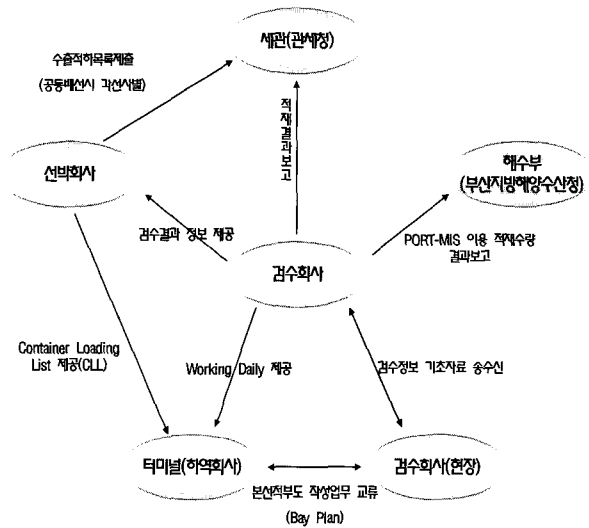 세관(관세청)
수출적하목록제출
(공동배선시 각선사별)
적재결과보고
선박회사
해수부
(부산지방해양수산청)
검수결과 정보 제공
PORT-MIS 이용 적재수량
결과보고
검수회사
Container Loading
List 제공(CLL)
Working Daily 제공
검수정보 기초자료 송수신
터미널(하역회사)
검수회사(현장)
본선적부도 작성업무 교류
(Bay Plan)